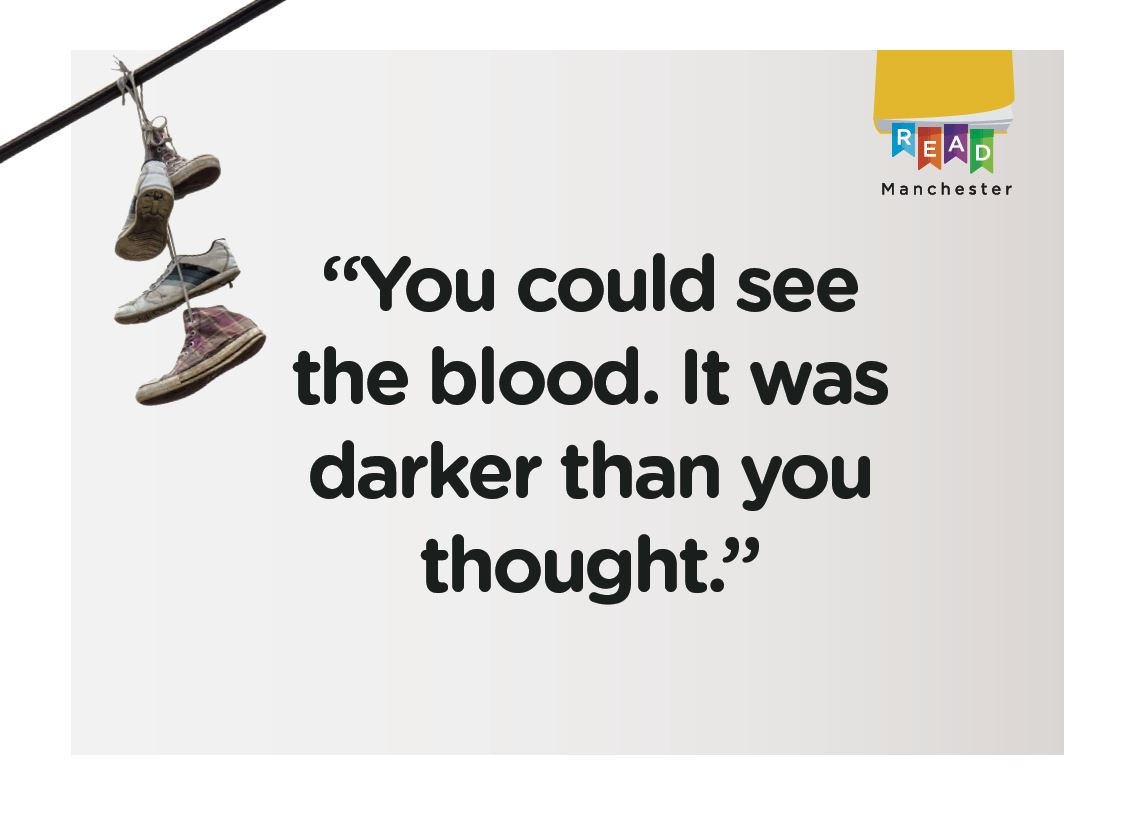 READ
Manchester
“You could see
the blood. It was
darker than you
thought.”